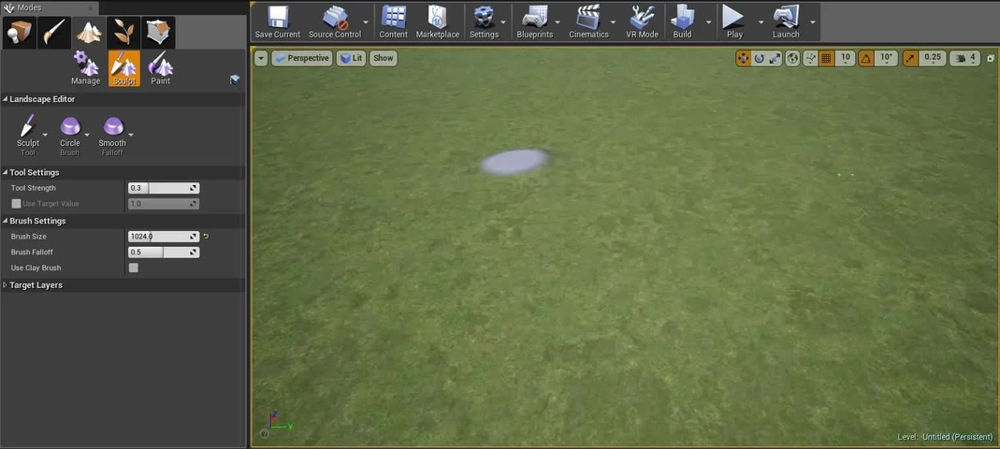 Modes
Save Current
Source Control
Content
Marketplace
Settings
Blueprints
Cinematics
VR Mode
Build
Play
Launch
Manage
Sculpt
Paint
Perspective
Lit
Show
10
10°
0.25
4
Landscape Editor
Sculpt
Tool
Circle
Brush
Smooth
Falloff
Tool Settings
Tool Strength
0.3
Use Target Value
1.0
Brush Settings
Brush Size
1024.0
Brush Falloff
0.5
Use Clay Brush
Target Layers
Z
Y
Level: Untitled (Persistent)